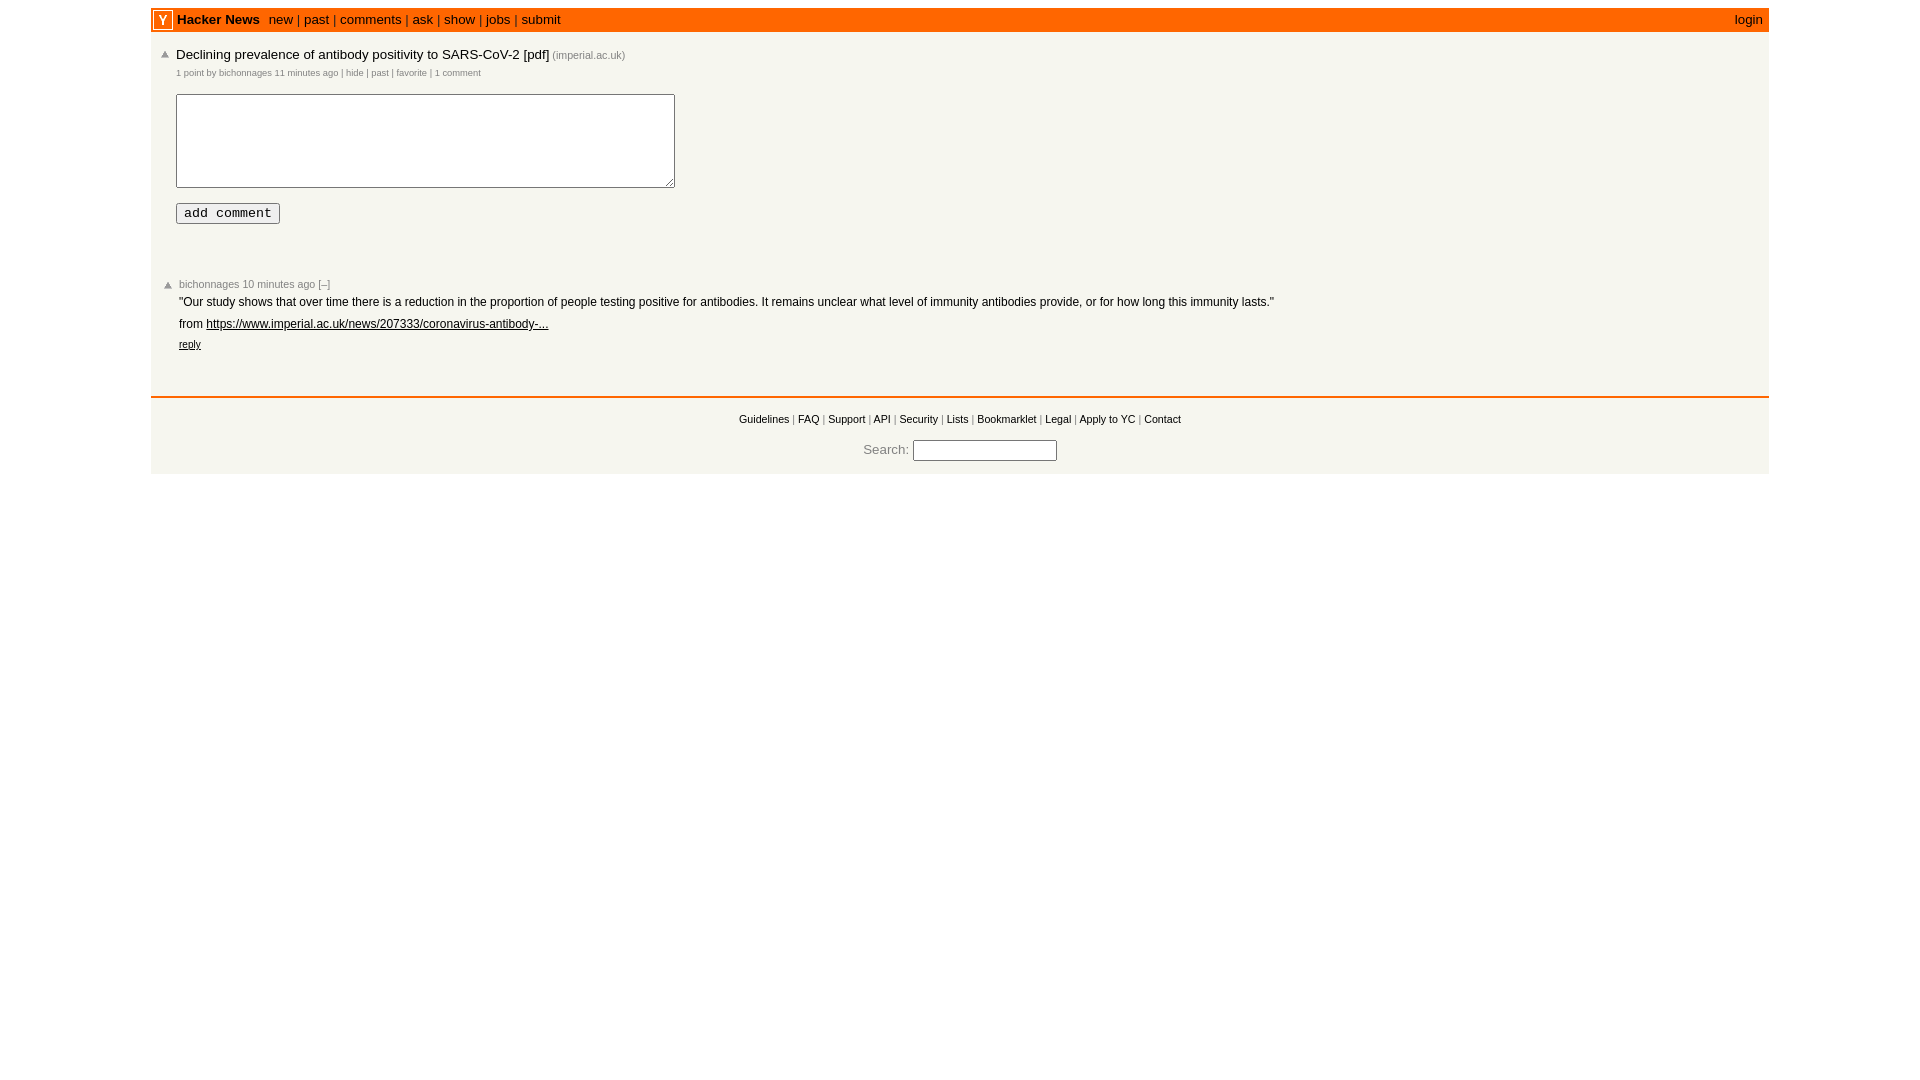 Y Hacker News new | past | comments | ask | show | jobs | submit login
Declining prevalence of antibody positivity to SARS-CoV-2 [pdf] (imperial.ac.uk)
1 point by bichonnages 11 minutes ago | hide | past | favorite | 1 comment
add comment
bichonnages 10 minutes ago [–]
"Our study shows that over time there is a reduction in the proportion of people testing positive for antibodies. It remains unclear what level of immunity antibodies provide, or for how long this immunity lasts."
from https://www.imperial.ac.uk/news/207333/coronavirus-antibody-...
reply
Guidelines | FAQ | Support | API | Security | Lists | Bookmarklet | Legal | Apply to YC | Contact
Search: